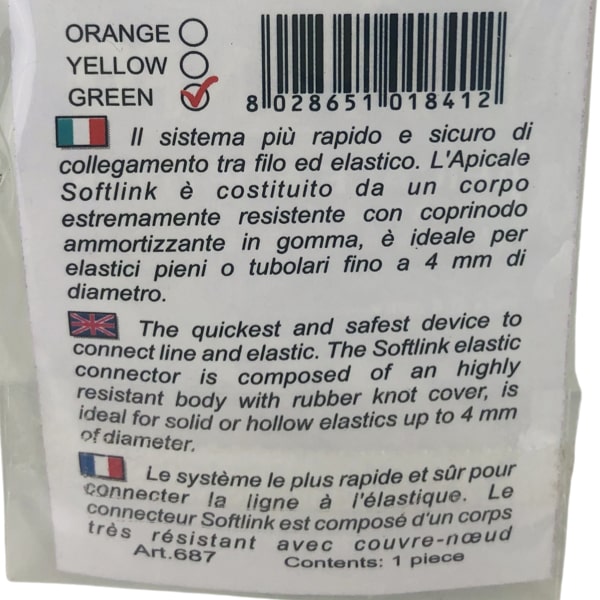 ORANGE
YELLOW
GREEN
8 028651 018412
Il sistema più rapido e sicuro di
collegamento tra filo ed elastico. L'Apicale
Softlink è costituito da un corpo
estremamente resistente con coprinodo
ammortizzante in gomma, è ideale per
elastici pieni o tubolari fino a 4 mm di
diametro.
The quickest and safest device to
connect line and elastic. The Softlink elastic
connector is composed of an highly
resistant body with rubber knot cover, is
ideal for solid or hollow elastics up to 4 mm
of diameter.
Le système le plus rapide et sûr pour
connecter la ligne à l'élastique. Le
connecteur Softlink est composé d'un corps
très résistant avec couvre-nœud
Art.687 Contents: 1 piece